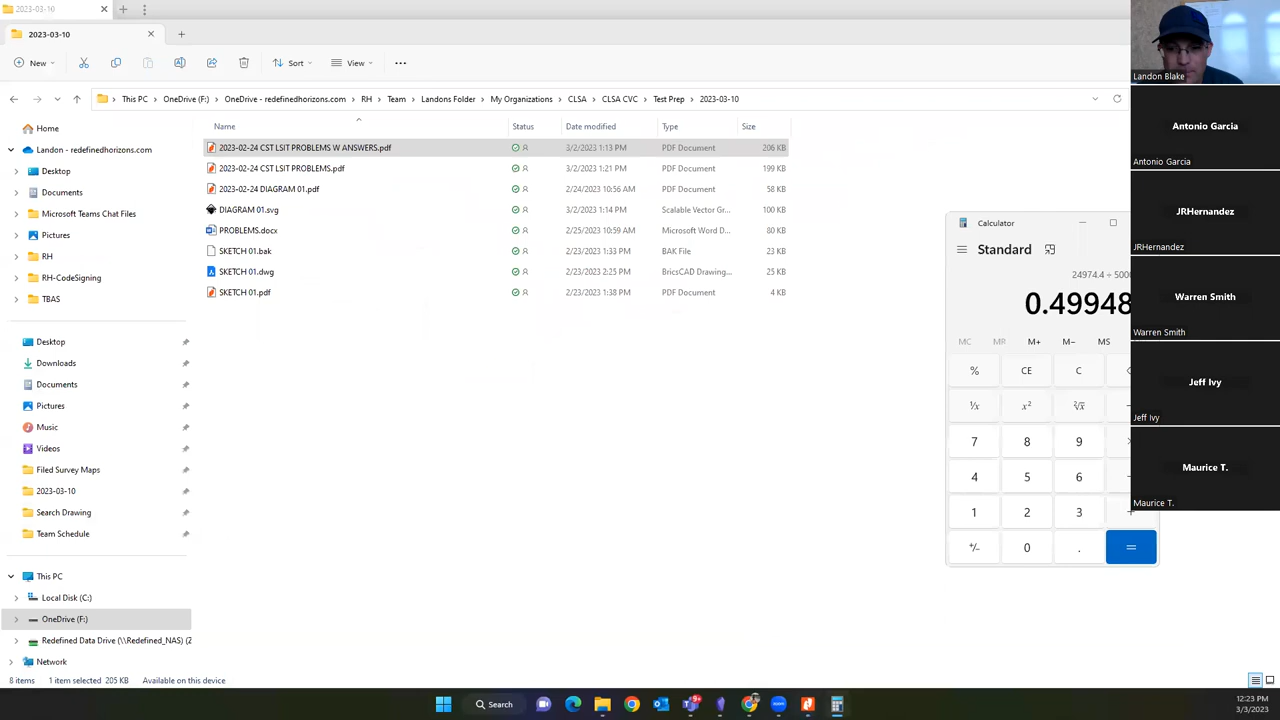 2023-03-10
2023-03-10
New
Sort
View
This PC
OneDrive (F:)
OneDrive - redefinedhorizons.com
RH
Team
Landons Folder
My Organizations
CLSA
CLSA CVC
Test Prep
2023-03-10
Name Status Date modified Type Size
2023-02-24 CST LSIT PROBLEMS W ANSWERS.pdf 3/2/2023 1:13 PM PDF Document 206 KB
2023-02-24 CST LSIT PROBLEMS.pdf 3/2/2023 1:21 PM PDF Document 199 KB
2023-02-24 DIAGRAM 01.pdf 2/24/2023 10:56 AM PDF Document 58 KB
DIAGRAM 01.svg 3/2/2023 1:14 PM Scalable Vector Gr... 100 KB
PROBLEMS.docx 2/25/2023 10:59 AM Microsoft Word D... 80 KB
SKETCH 01.bak 2/23/2023 1:33 PM BAK File 23 KB
SKETCH 01.dwg 2/23/2023 2:25 PM BricsCAD Drawing... 25 KB
SKETCH 01.pdf 2/23/2023 1:38 PM PDF Document 4 KB
Home
Landon - redefinedhorizons.com
Desktop
Documents
Microsoft Teams Chat Files
Pictures
RH
RH-CodeSigning
TBAS
Desktop
Downloads
Documents
Pictures
Music
Videos
Filed Survey Maps
2023-03-10
Search Drawing
Team Schedule
This PC
Local Disk (C:)
OneDrive (F:)
Redefined Data Drive (\\Redefined_NAS) (Z
Network
8 items 1 item selected 205 KB Available on this device
Calculator
Standard
24974.4 ÷ 5000
0.49948
MC MR M+ M− MS
% CE C
¹/x x² ²√x
7 8 9
4 5 6
1 2 3 +
+/− 0 . =
Landon Blake
Antonio Garcia
Antonio Garcia
JRHernandez
JRHernandez
Warren Smith
Warren Smith
Jeff Ivy
Jeff Ivy
Maurice T.
Maurice T.
Search
12:23 PM
3/3/2023